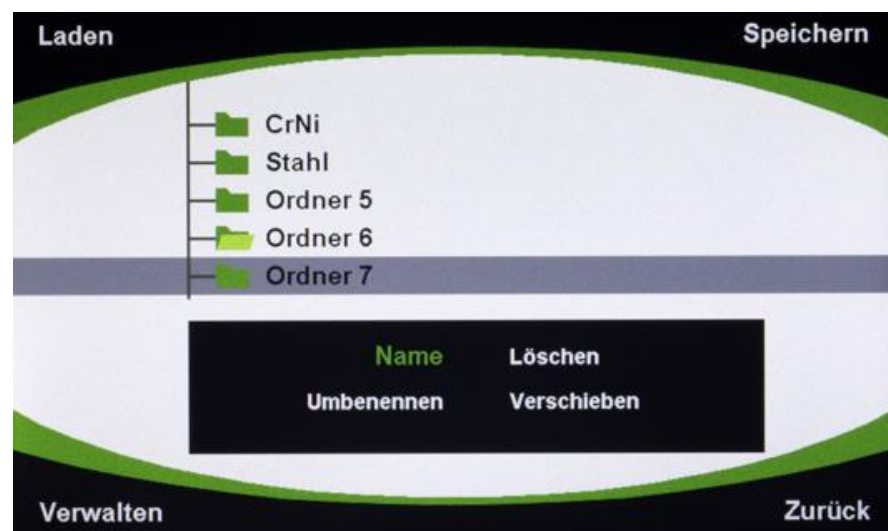 Laden Speichern
CrNi
Stahl
Ordner 5
Ordner 6
Ordner 7
Name Löschen
Umbenennen Verschieben
Verwalten Zurück